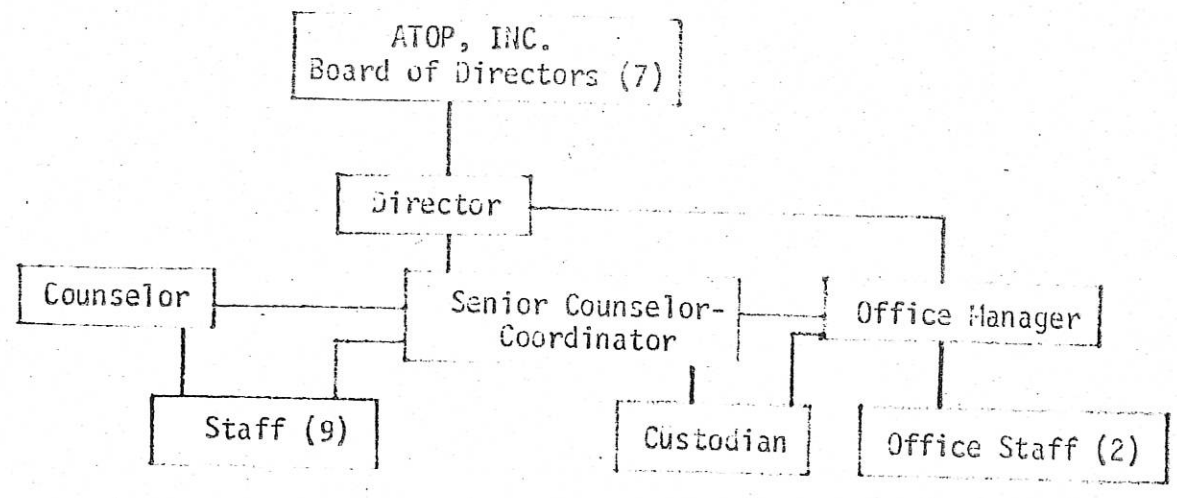 ATOP, INC.
Board of Directors (7)
Director
Counselor
Senior Counselor-
Coordinator
Office Manager
Staff (9)
Custodian
Office Staff (2)